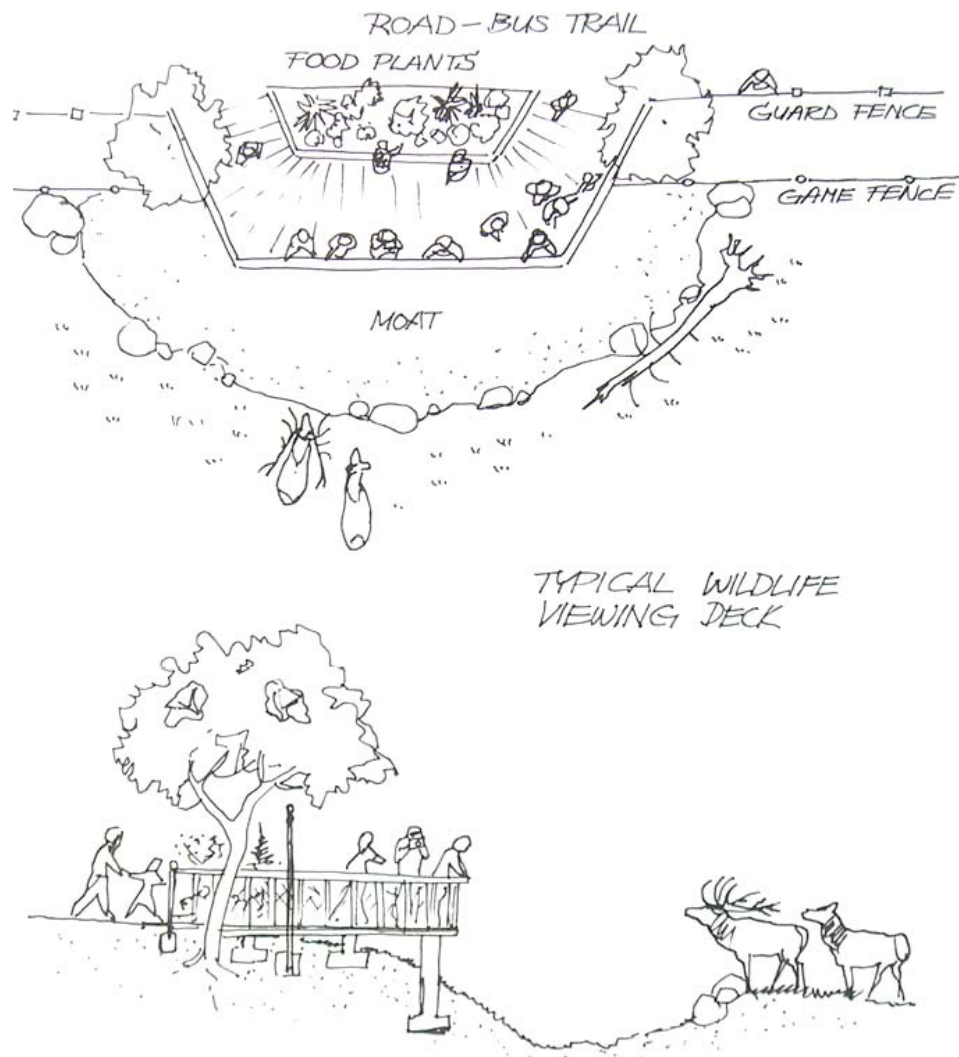 ROAD-BUS TRAIL
FOOD PLANTS
GUARD FENCE
GAME FENCE
MOAT
TYPICAL WILDLIFE
VIEWING DECK